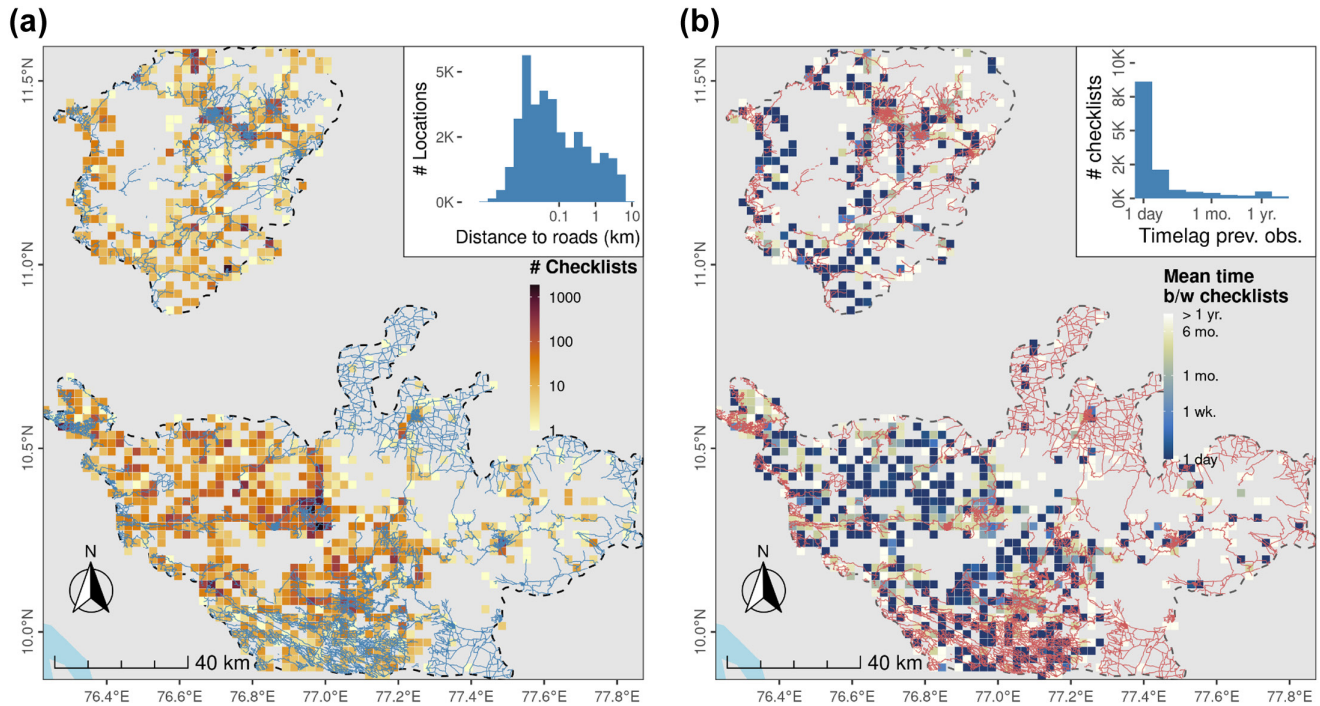 (a)
(b)
5K
2K
0K
# Locations
0.1
1
10
Distance to roads (km)
# Checklists
1000
100
10
1
11.5°N
11.0°N
10.5°N
10.0°N
N
40 km
76.4°E
76.6°E
76.8°E
77.0°E
77.2°E
77.4°E
77.6°E
77.8°E
10K
8K
5K
2K
0K
# checklists
1 day
1 mo.
1 yr.
Timelag prev. obs.
Mean time
b/w checklists
> 1 yr.
6 mo.
1 mo.
1 wk.
1 day
11.5°N
11.0°N
10.5°N
10.0°N
N
40 km
76.4°E
76.6°E
76.8°E
77.0°E
77.2°E
77.4°E
77.6°E
77.8°E